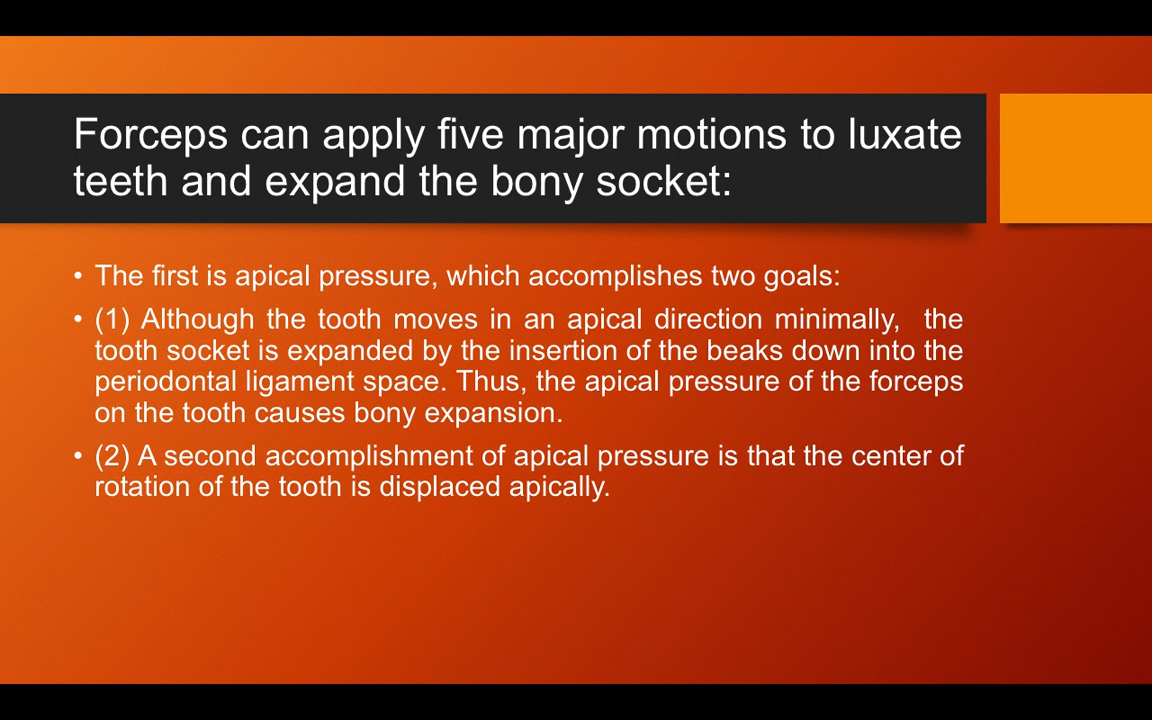 Forceps can apply five major motions to luxate
teeth and expand the bony socket:
• The first is apical pressure, which accomplishes two goals:
• (1) Although the tooth moves in an apical direction minimally,  the
tooth socket is expanded by the insertion of the beaks down into the
periodontal ligament space. Thus, the apical pressure of the forceps
on the tooth causes bony expansion.
• (2) A second accomplishment of apical pressure is that the center of
rotation of the tooth is displaced apically.